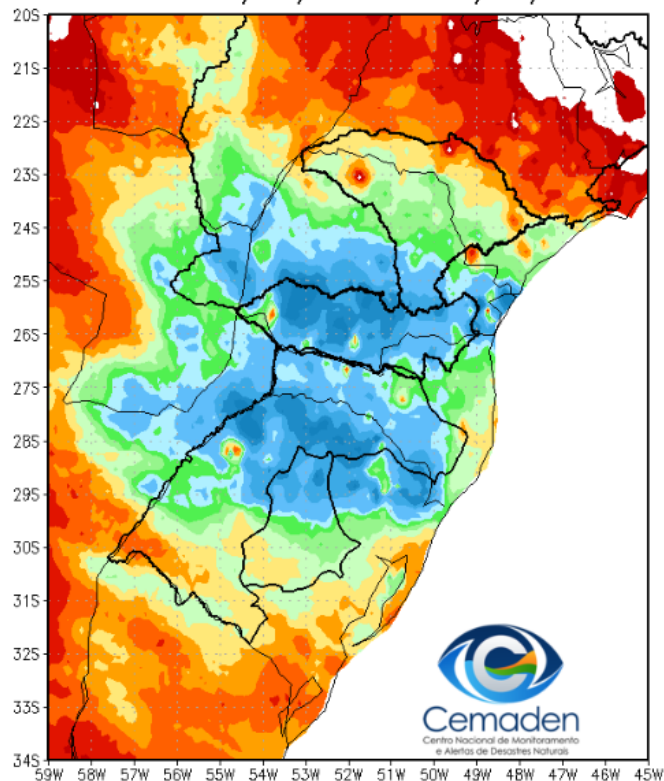 20S
21S
22S
23S
24S
25S
26S
27S
28S
29S
30S
31S
32S
33S
34S
Cemaden
Centro Nacional de Monitoramento
e Alertas de Desastres Naturais
59W 58W 57W 56W 55W 54W 53W 52W 51W 50W 49W 48W 47W 46W 45W